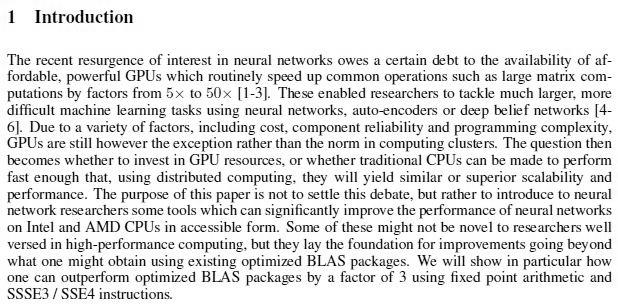 1 Introduction
The recent resurgence of interest in neural networks owes a certain debt to the availability of af-
fordable, powerful GPUs which routinely speed up common operations such as large matrix com-
putations by factors from 5× to 50× [1-3]. These enabled researchers to tackle much larger, more
difficult machine learning tasks using neural networks, auto-encoders or deep belief networks [4-
6]. Due to a variety of factors, including cost, component reliability and programming complexity,
GPUs are still however the exception rather than the norm in computing clusters. The question then
becomes whether to invest in GPU resources, or whether traditional CPUs can be made to perform
fast enough that, using distributed computing, they will yield similar or superior scalability and
performance. The purpose of this paper is not to settle this debate, but rather to introduce to neural
network researchers some tools which can significantly improve the performance of neural networks
on Intel and AMD CPUs in accessible form. Some of these might not be novel to researchers well
versed in high-performance computing, but they lay the foundation for improvements going beyond
what one might obtain using existing optimized BLAS packages. We will show in particular how
one can outperform optimized BLAS packages by a factor of 3 using fixed point arithmetic and
SSSE3 / SSE4 instructions.